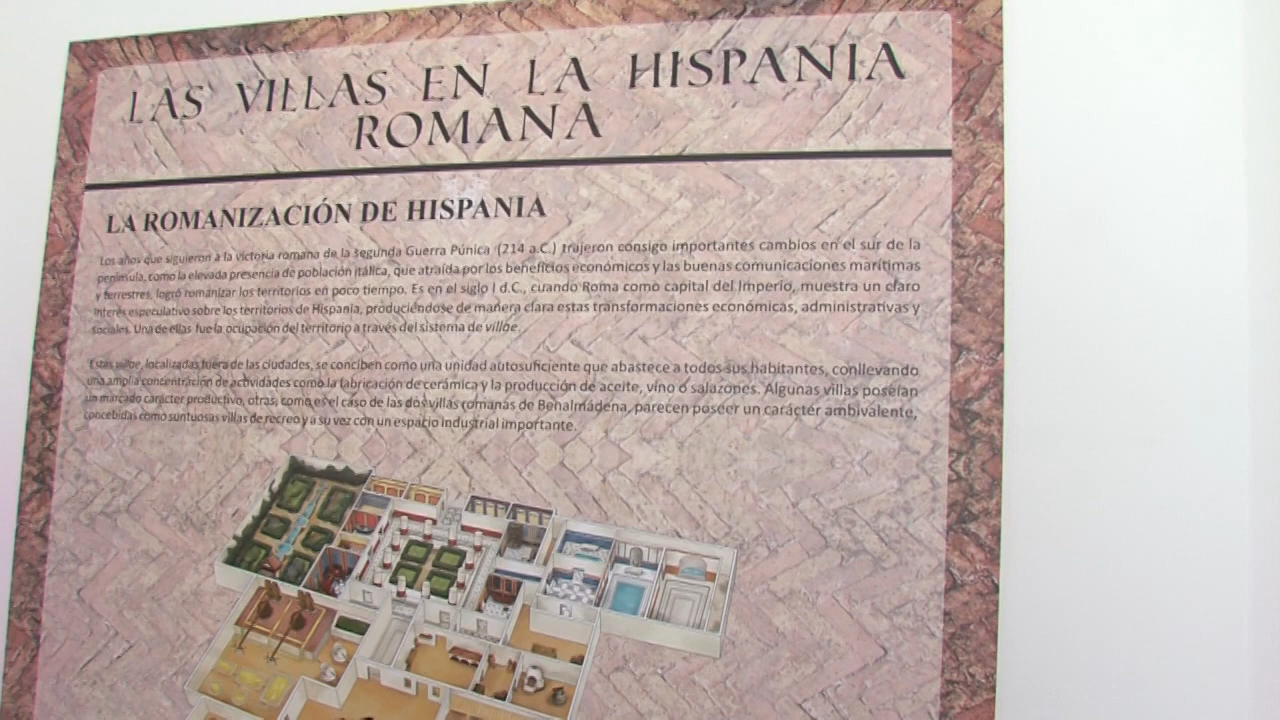 LAS VILLAS EN LA HISPANIA
ROMANA
LA ROMANIZACIÓN DE HISPANIA
Los años que siguieron a la victoria romana de la segunda Guerra Púnica (214 a.C.) trajeron consigo importantes cambios en el sur de la
península, como la elevada presencia de población itálica, que atraída por los beneficios económicos y las buenas comunicaciones marítimas
y terrestres, logró romanizar los territorios en poco tiempo. Es en el siglo I d.C., cuando Roma como capital del Imperio, muestra un claro
interés especulativo sobre los territorios de Hispania, produciéndose de manera clara estas transformaciones económicas, administrativas y
sociales. Una de ellas fue la ocupación del territorio a través del sistema de villae.
Estas villae, localizadas fuera de las ciudades, se conciben como una unidad autosuficiente que abastece a todos sus habitantes, conllevando
una amplia concentración de actividades como la fabricación de cerámica y la producción de aceite, vino o salazones. Algunas villas poseían
un marcado carácter productivo, otras, como es el caso de las dos villas romanas de Benalmádena, parecen poseer un carácter ambivalente,
concebidas como suntuosas villas de recreo y a su vez con un espacio industrial importante.